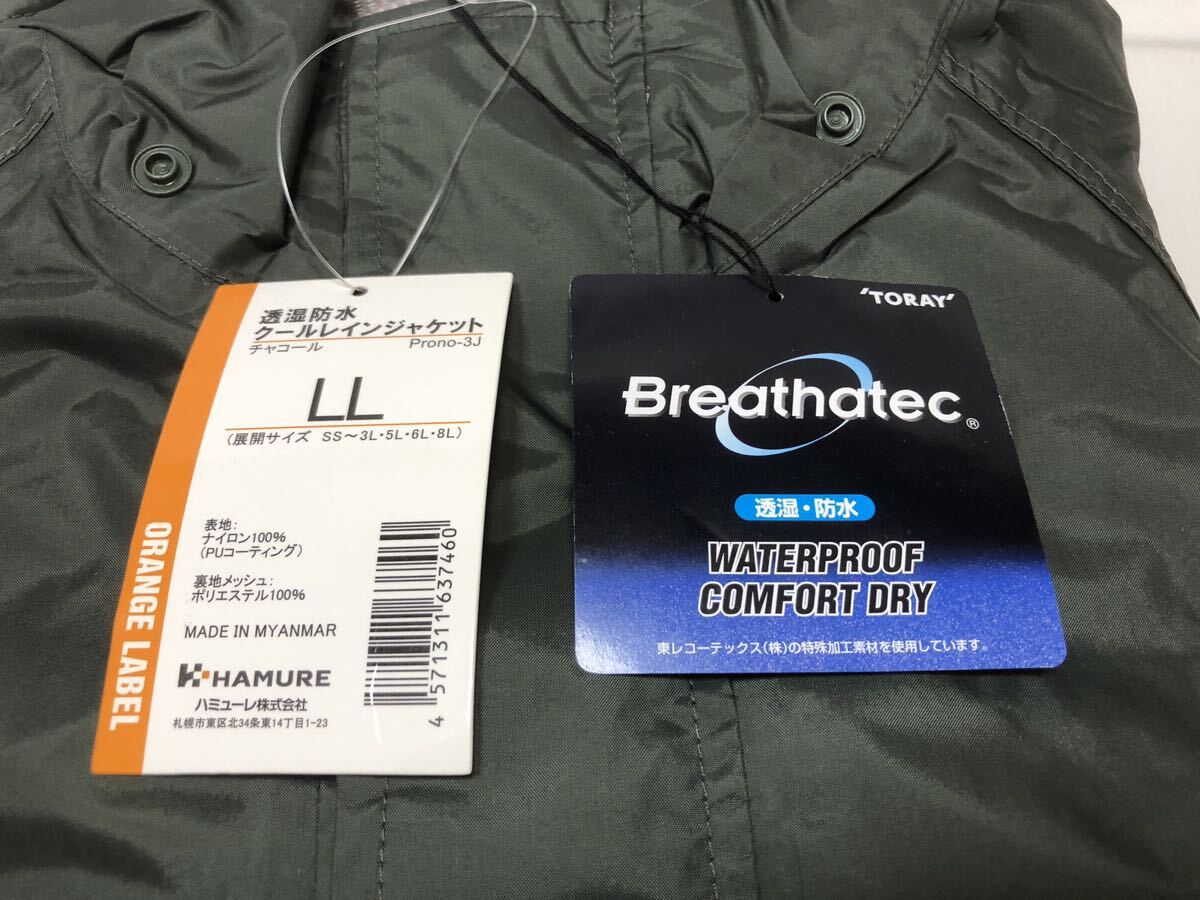 透湿防水
クールレインジャケット
チャコール Prono-3J
LL
(展開サイズ SS～3L・5L・6L・8L)
表地:
ナイロン100%
(PUコーティング)
裏地メッシュ:
ポリエステル100%
MADE IN MYANMAR
HAMURE
ハミューレ株式会社
札幌市東区北34条東14丁目1-23
4 571311 637460
ORANGE LABEL
'TORAY'
Breathatec®
透湿・防水
WATERPROOF
COMFORT DRY
東レコーテックス(株)の特殊加工素材を使用しています。